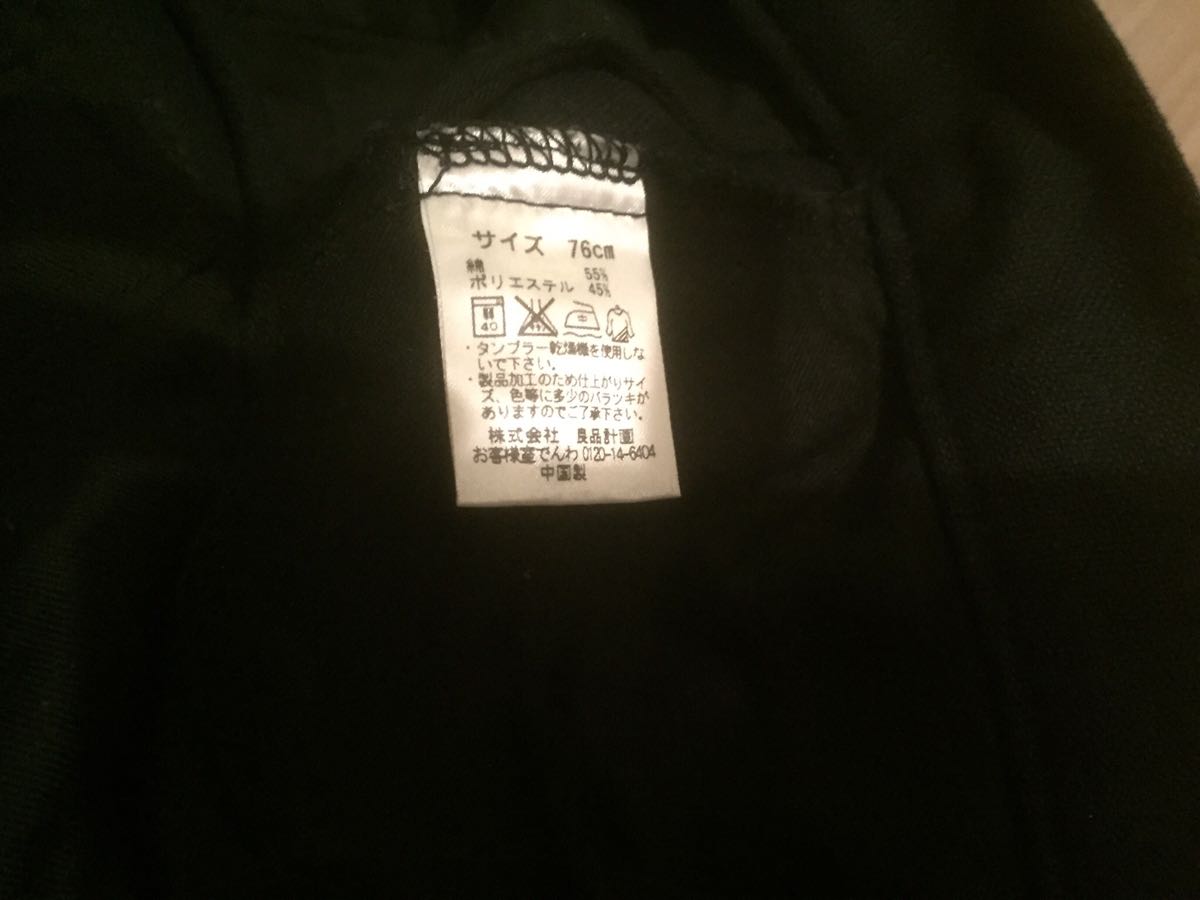 サイズ 76cm
綿 55%
ポリエステル 45%
40
中
・タンブラー乾燥機を使用しな
いで下さい。
・製品加工のため仕上がりサイ
ズ、色等に多少のバラツキが
ありますのでご了承下さい。
株式会社 良品計画
お客様室でんわ 0120-14-6404
中国製